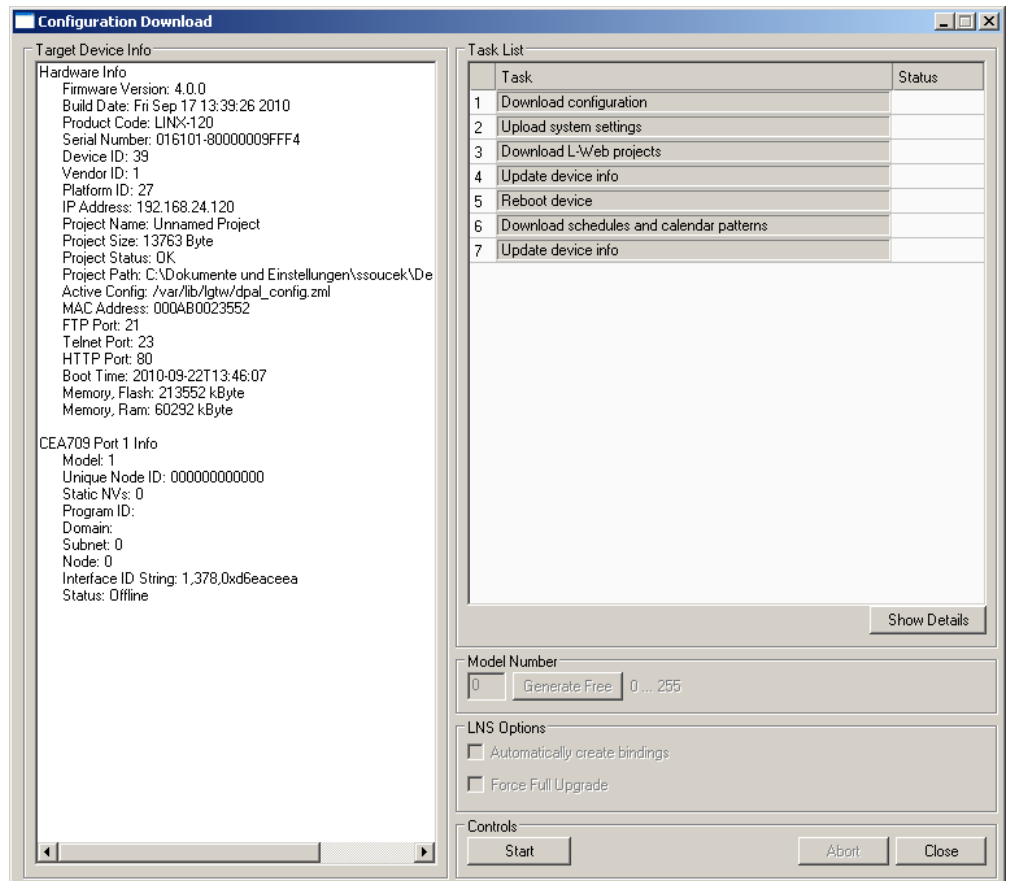 Configuration Download
Target Device Info
Hardware Info
Firmware Version: 4.0.0
Build Date: Fri Sep 17 13:39:26 2010
Product Code: LINX-120
Serial Number: 016101-80000009FFF4
Device ID: 39
Vendor ID: 1
Platform ID: 27
IP Address: 192.168.24.120
Project Name: Unnamed Project
Project Size: 13763 Byte
Project Status: OK
Project Path: C:\Dokumente und Einstellungen\ssoucek\De
Active Config: /var/lib/lgtw/dpal_config.zml
MAC Address: 000AB0023552
FTP Port: 21
Telnet Port: 23
HTTP Port: 80
Boot Time: 2010-09-22T13:46:07
Memory, Flash: 213552 kByte
Memory, Ram: 60292 kByte
CEA709 Port 1 Info
Model: 1
Unique Node ID: 000000000000
Static NVs: 0
Program ID:
Domain:
Subnet: 0
Node: 0
Interface ID String: 1,378,0xd6eaceea
Status: Offline
Task List
Task Status
1 Download configuration
2 Upload system settings
3 Download L-Web projects
4 Update device info
5 Reboot device
6 Download schedules and calendar patterns
7 Update device info
Show Details
Model Number
0 Generate Free 0 ... 255
LNS Options
Automatically create bindings
Force Full Upgrade
Controls
Start Abort Close